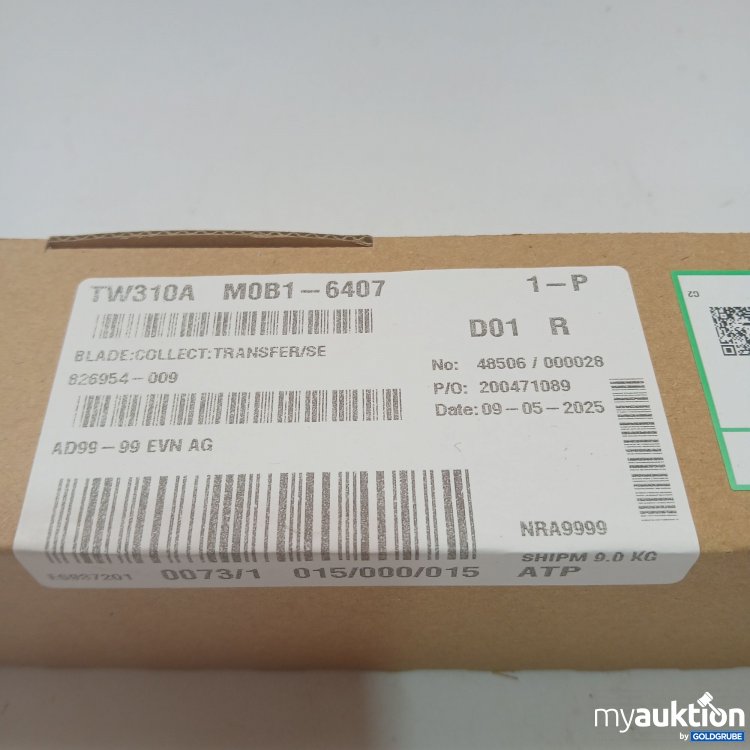 TW310A M0B1-6407 1-P
D01 R
BLADE:COLLECT:TRANSFER/SE
No: 48506 / 000028
826954-009
P/O: 200471089
Date: 09-05-2025
AD99-99 EVN AG
NRA9999
SHIPM 9.0 KG
0073/1 015/000/015 ATP
C2
myauktion
by GOLDGRUBE